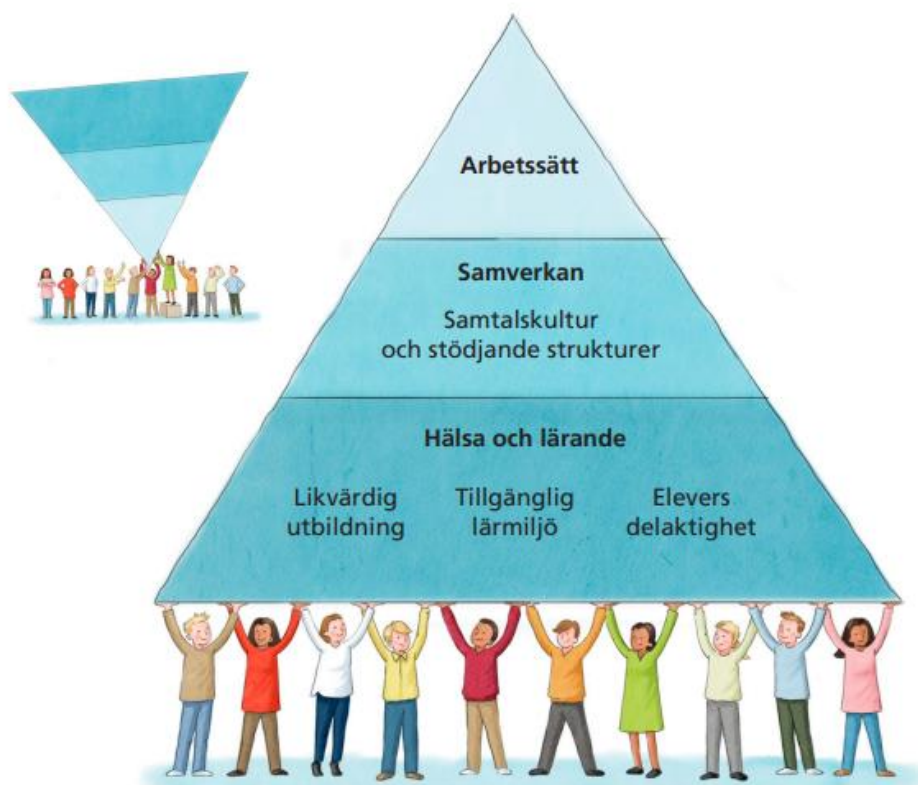 Arbetssätt
Samverkan
Samtalskultur
och stödjande strukturer
Hälsa och lärande
Likvärdig
utbildning
Tillgänglig
lärmiljö
Elevers
delaktighet